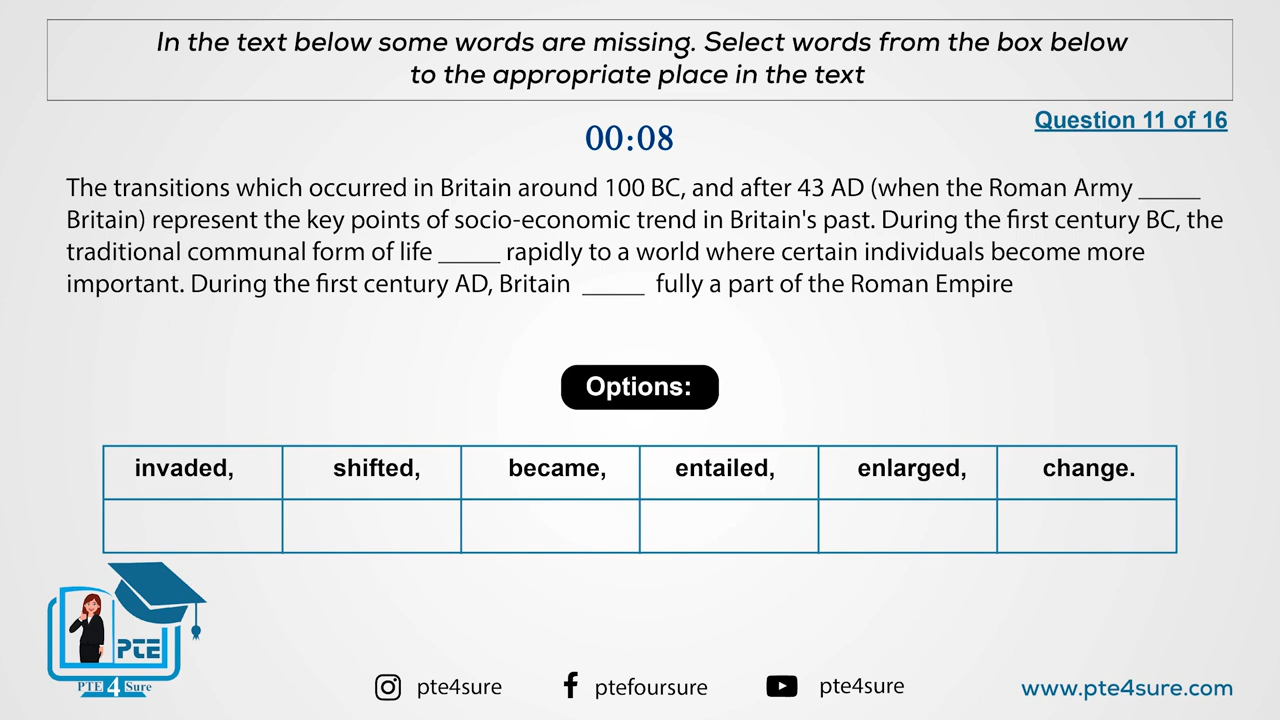 In the text below some words are missing. Select words from the box below
to the appropriate place in the text
Question 11 of 16
00:08
The transitions which occurred in Britain around 100 BC, and after 43 AD (when the Roman Army _____
Britain) represent the key points of socio-economic trend in Britain's past. During the first century BC, the
traditional communal form of life _____ rapidly to a world where certain individuals become more
important. During the first century AD, Britain _____ fully a part of the Roman Empire
Options:
invaded, shifted, became, entailed, enlarged, change.
PTE
PTE 4 Sure
pte4sure ptefoursure pte4sure www.pte4sure.com